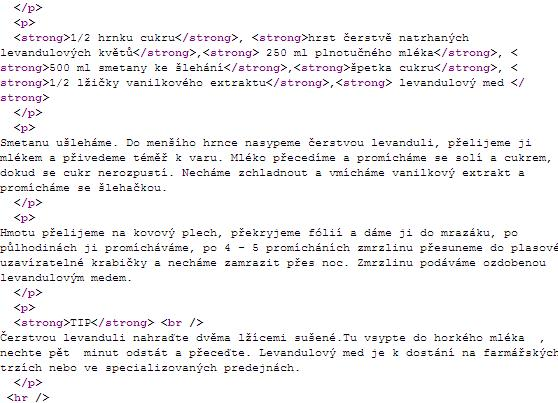 </p>
<p>
<strong>1/2 hrnku cukru</strong>, <strong>hrst čerstvě natrhaných
levandulových květů</strong>,<strong> 250 ml plnotučného mléka</strong>, <
strong>500 ml smetany ke šlehání</strong>,<strong>špetka cukru</strong>, <
strong>1/2 lžičky vanilkového extraktu</strong>,<strong> levandulový med </
strong>
</p>
<p>
Smetanu ušleháme. Do menšího hrnce nasypeme čerstvou levanduli, přelijeme ji
mlékem a přivedeme téměř k varu. Mléko přecedíme a promícháme se solí a cukrem,
dokud se cukr nerozpustí. Necháme zchladnout a vmícháme vanilkový extrakt a
promícháme se šlehačkou.
</p>
<p>
Hmotu přelijeme na kovový plech, překryjeme fólií a dáme ji do mrazáku, po
půlhodinách ji promícháváme, po 4 – 5 promícháních zmrzlinu přesuneme do plasové
uzavíratelné krabičky a necháme zamrazit přes noc. Zmrzlinu podáváme ozdobenou
levandulovým medem.
</p>
<p>
<strong>TIP</strong> <br />
Čerstvou levanduli nahraďte dvěma lžícemi sušené.Tu vsypte do horkého mléka  ,
nechte pět  minut odstát a přeceďte. Levandulový med je k dostání na farmářských
trzích nebo ve specializovaných predejnách.
</p>
<hr />